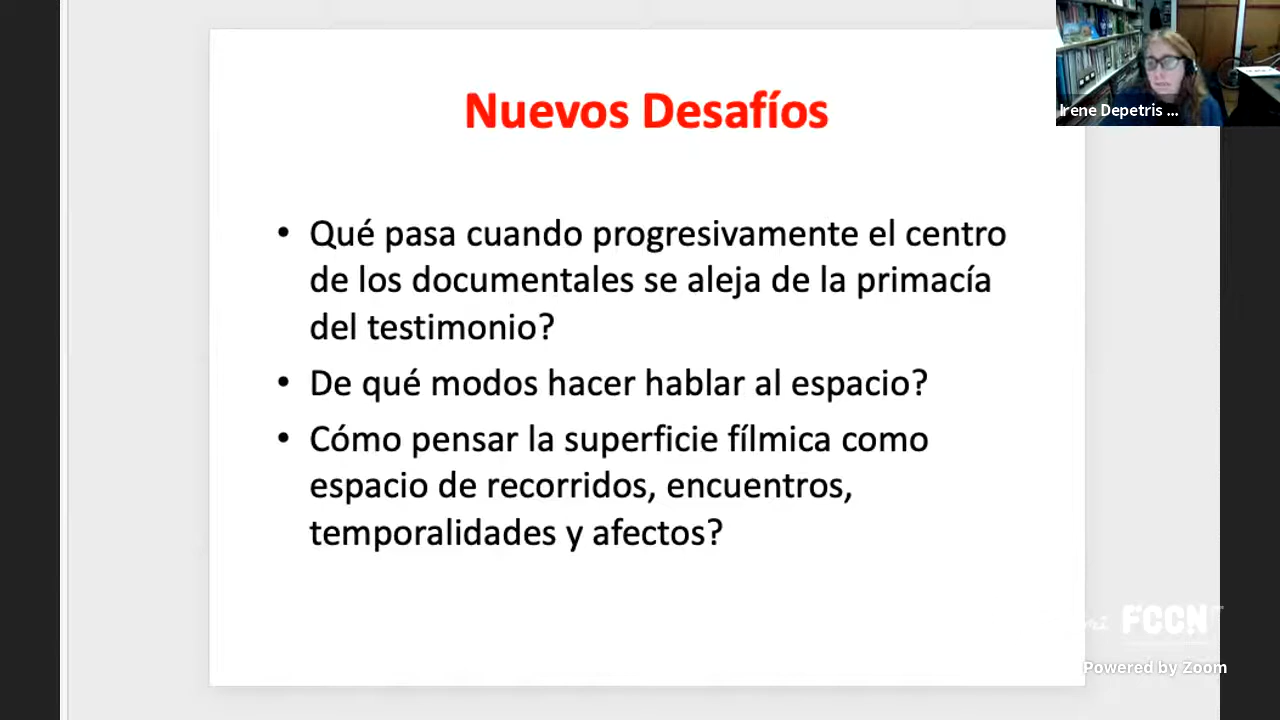 Nuevos Desafíos
Irene Depetris ...
• Qué pasa cuando progresivamente el centro
de los documentales se aleja de la primacía
del testimonio?
• De qué modos hacer hablar al espacio?
• Cómo pensar la superficie fílmica como
espacio de recorridos, encuentros,
temporalidades y afectos?
FCCN
Powered by Zoom